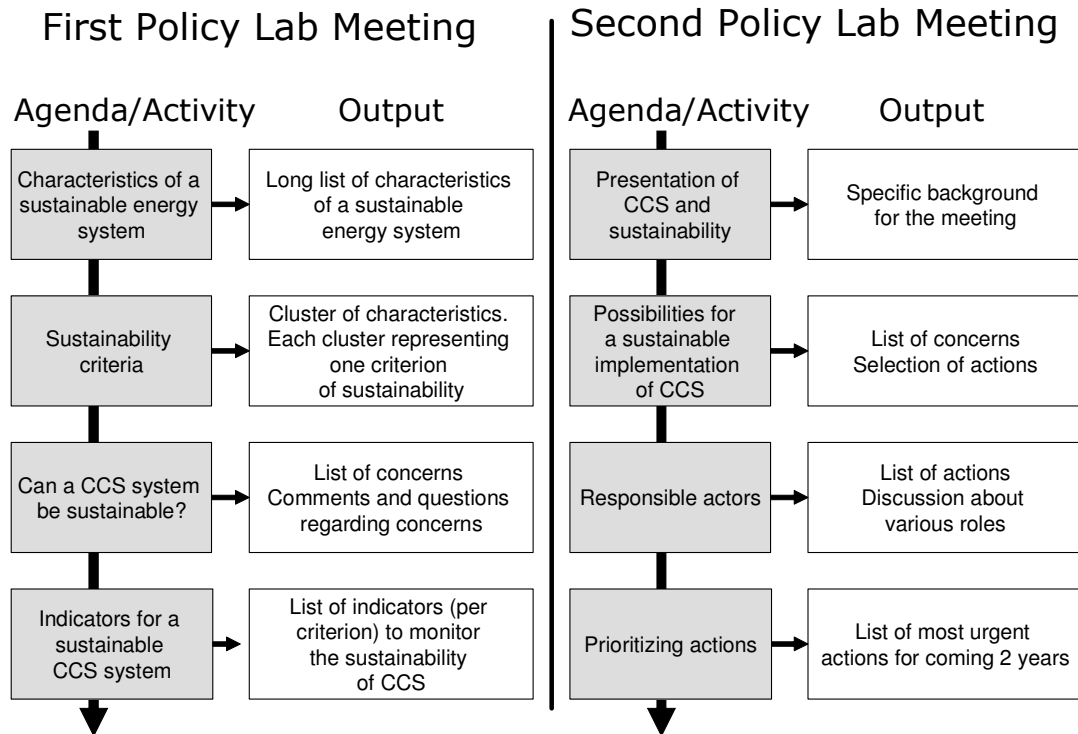 First Policy Lab Meeting
Agenda/Activity
Output
Characteristics of a
sustainable energy
system
Long list of characteristics
of a sustainable
energy system
Sustainability
criteria
Cluster of characteristics.
Each cluster representing
one criterion
of sustainability
Can a CCS system
be sustainable?
List of concerns
Comments and questions
regarding concerns
Indicators for a
sustainable
CCS system
List of indicators (per
criterion) to monitor
the sustainability
of CCS
Second Policy Lab Meeting
Agenda/Activity
Output
Presentation of
CCS and
sustainability
Specific background
for the meeting
Possibilities for
a sustainable
implementation
of CCS
List of concerns
Selection of actions
Responsible actors
List of actions
Discussion about
various roles
Prioritizing actions
List of most urgent
actions for coming 2 years